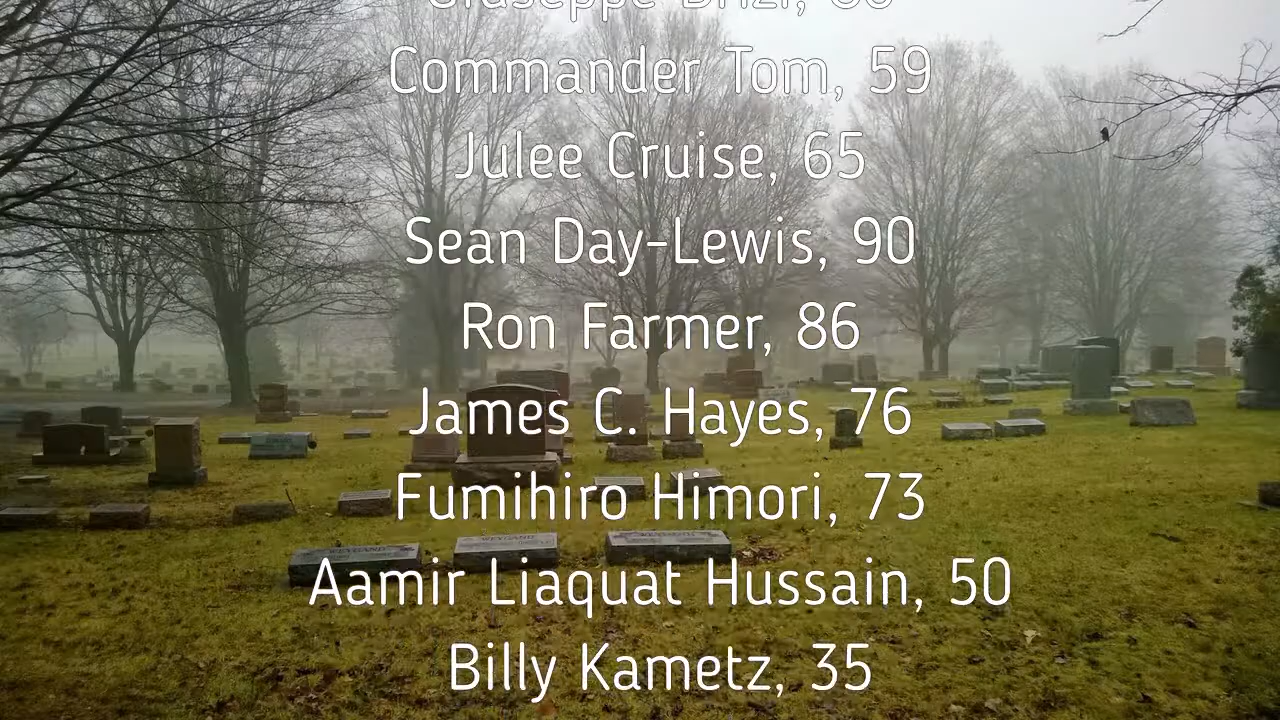 Commander Tom, 59
Julee Cruise, 65
Sean Day-Lewis, 90
Ron Farmer, 86
James C. Hayes, 76
Fumihiro Himori, 73
Aamir Liaquat Hussain, 50
Billy Kametz, 35